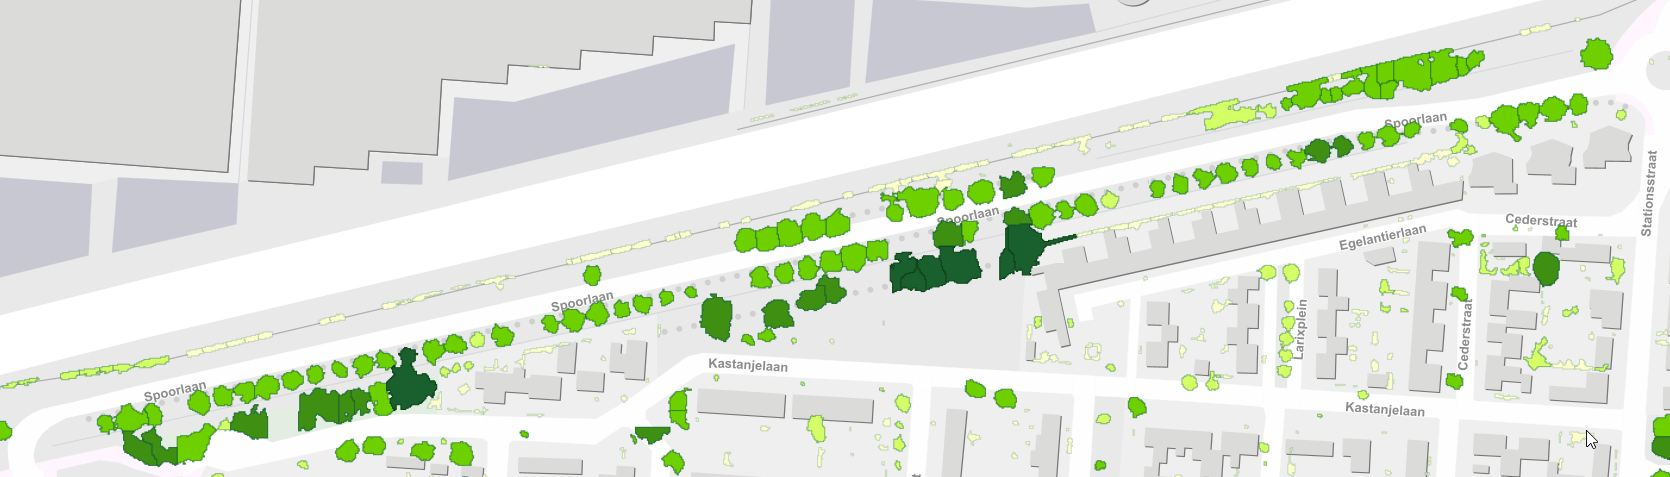 Spoorlaan
Stationsstraat
Spoorlaan
Cederstraat
Egelantierlaan
Spoorlaan
Larixplein
Cederstraat
Kastanjelaan
Spoorlaan
Kastanjelaan